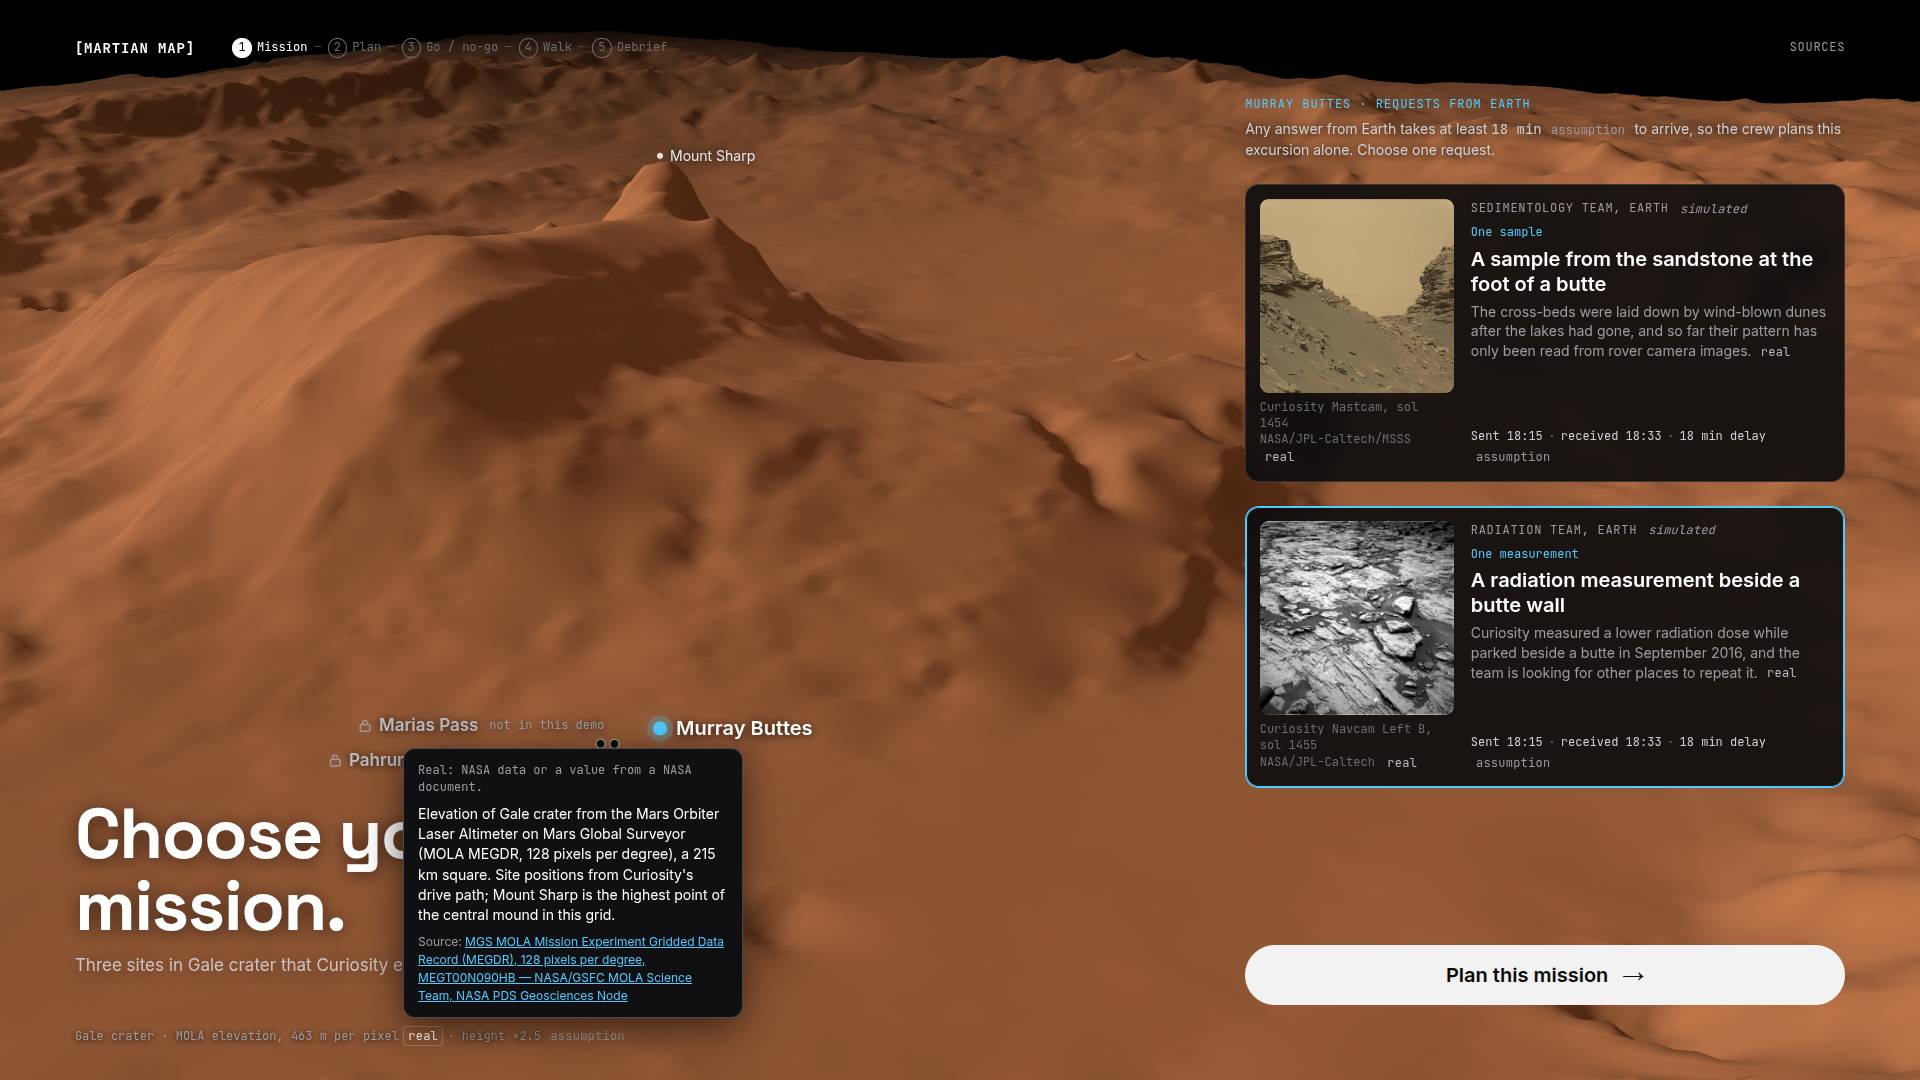 [MARTIAN MAP]
1 Mission — 2 Plan — 3 Go / no-go — 4 Walk — 5 Debrief
SOURCES
Mount Sharp
Marias Pass not in this demo
Murray Buttes
Pahrur
Choose yo
mission.
Three sites in Gale crater that Curiosity e
Real: NASA data or a value from a NASA
document.
Elevation of Gale crater from the Mars Orbiter
Laser Altimeter on Mars Global Surveyor
(MOLA MEGDR, 128 pixels per degree), a 215
km square. Site positions from Curiosity's
drive path; Mount Sharp is the highest point of
the central mound in this grid.
Source: MGS MOLA Mission Experiment Gridded Data
Record (MEGDR), 128 pixels per degree,
MEGT00N090HB — NASA/GSFC MOLA Science
Team, NASA PDS Geosciences Node
Gale crater · MOLA elevation, 463 m per pixel real · height ×2.5 assumption
MURRAY BUTTES · REQUESTS FROM EARTH
Any answer from Earth takes at least 18 min assumption to arrive, so the crew plans this
excursion alone. Choose one request.
SEDIMENTOLOGY TEAM, EARTH simulated
One sample
A sample from the sandstone at the
foot of a butte
The cross-beds were laid down by wind-blown dunes
after the lakes had gone, and so far their pattern has
only been read from rover camera images. real
Curiosity Mastcam, sol
1454
NASA/JPL-Caltech/MSSS
real
Sent 18:15 · received 18:33 · 18 min delay
assumption
RADIATION TEAM, EARTH simulated
One measurement
A radiation measurement beside a
butte wall
Curiosity measured a lower radiation dose while
parked beside a butte in September 2016, and the
team is looking for other places to repeat it. real
Curiosity Navcam Left B,
sol 1455
NASA/JPL-Caltech real
Sent 18:15 · received 18:33 · 18 min delay
assumption
Plan this mission →